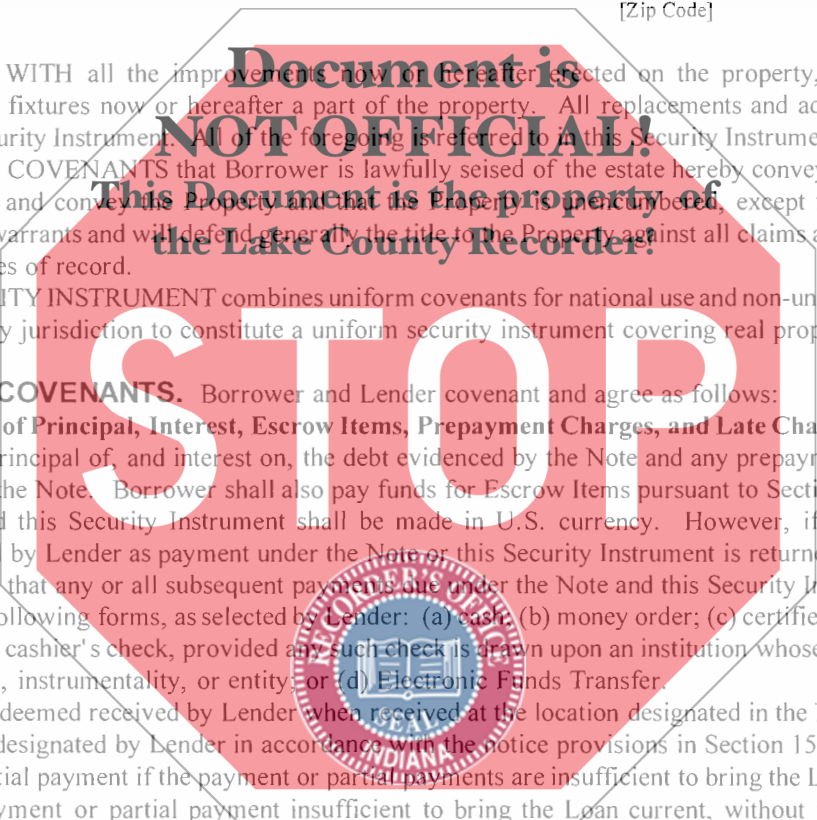 [Zip Code]
WITH all the improvements now or hereafter erected on the property,
fixtures now or hereafter a part of the property. All replacements and ad
urity Instrument. All of the foregoing is referred to in this Security Instrume
COVENANTS that Borrower is lawfully seised of the estate hereby convey
and convey the Property and that the Property is unencumbered, except
warrants and will defend generally the title to the Property against all claims a
es of record.
ITY INSTRUMENT combines uniform covenants for national use and non-un
y jurisdiction to constitute a uniform security instrument covering real prop
COVENANTS. Borrower and Lender covenant and agree as follows:
of Principal, Interest, Escrow Items, Prepayment Charges, and Late Cha
rincipal of, and interest on, the debt evidenced by the Note and any prepaym
the Note. Borrower shall also pay funds for Escrow Items pursuant to Secti
d this Security Instrument shall be made in U.S. currency. However, if
by Lender as payment under the Note or this Security Instrument is returne
that any or all subsequent payments due under the Note and this Security I
ollowing forms, as selected by Lender: (a) cash; (b) money order; (c) certifie
cashier's check, provided any such check is drawn upon an institution whose
, instrumentality, or entity; or (d) Electronic Funds Transfer.
deemed received by Lender when received at the location designated in the
designated by Lender in accordance with the notice provisions in Section 15
tial payment if the payment or partial payments are insufficient to bring the L
yment or partial payment insufficient to bring the Loan current, without
Document is
NOT OFFICIAL!
This Document is the property of
the Lake County Recorder!
STOP
RECORDER'S OFFICE
SEAL
INDIANA